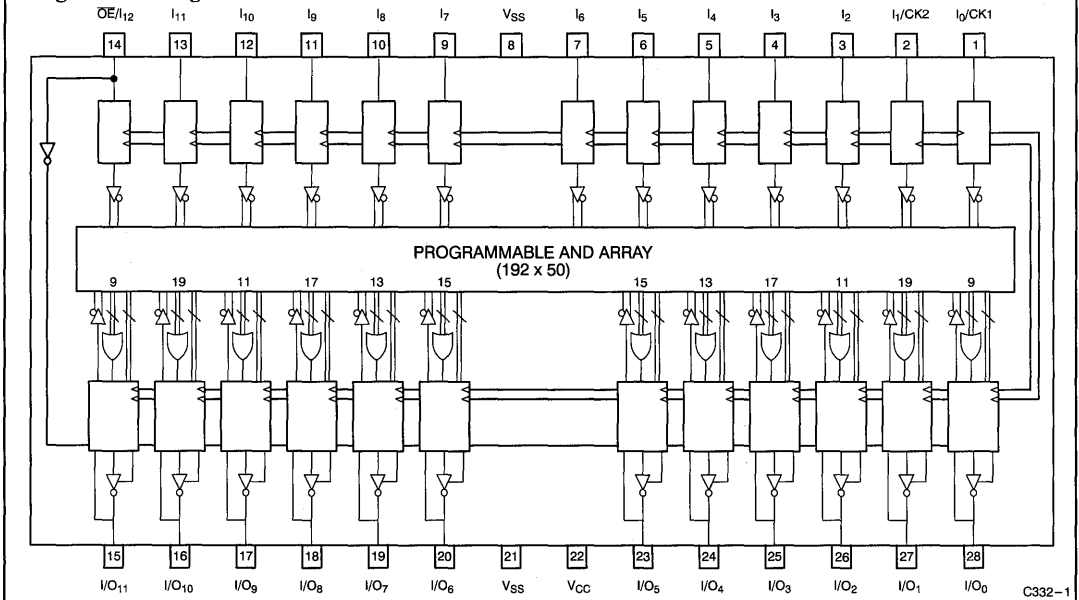 O̅E̅/I₁₂ I₁₁ I₁₀ I₉ I₈ I₇ VSS I₆ I₅ I₄ I₃ I₂ I₁/CK2 I₀/CK1
14 13 12 11 10 9 8 7 6 5 4 3 2 1
PROGRAMMABLE AND ARRAY
(192 x 50)
9 19 11 17 13 15 15 13 17 11 19 9
15 16 17 18 19 20 21 22 23 24 25 26 27 28
I/O₁₁ I/O₁₀ I/O₉ I/O₈ I/O₇ I/O₆ VSS VCC I/O₅ I/O₄ I/O₃ I/O₂ I/O₁ I/O₀
C332–1